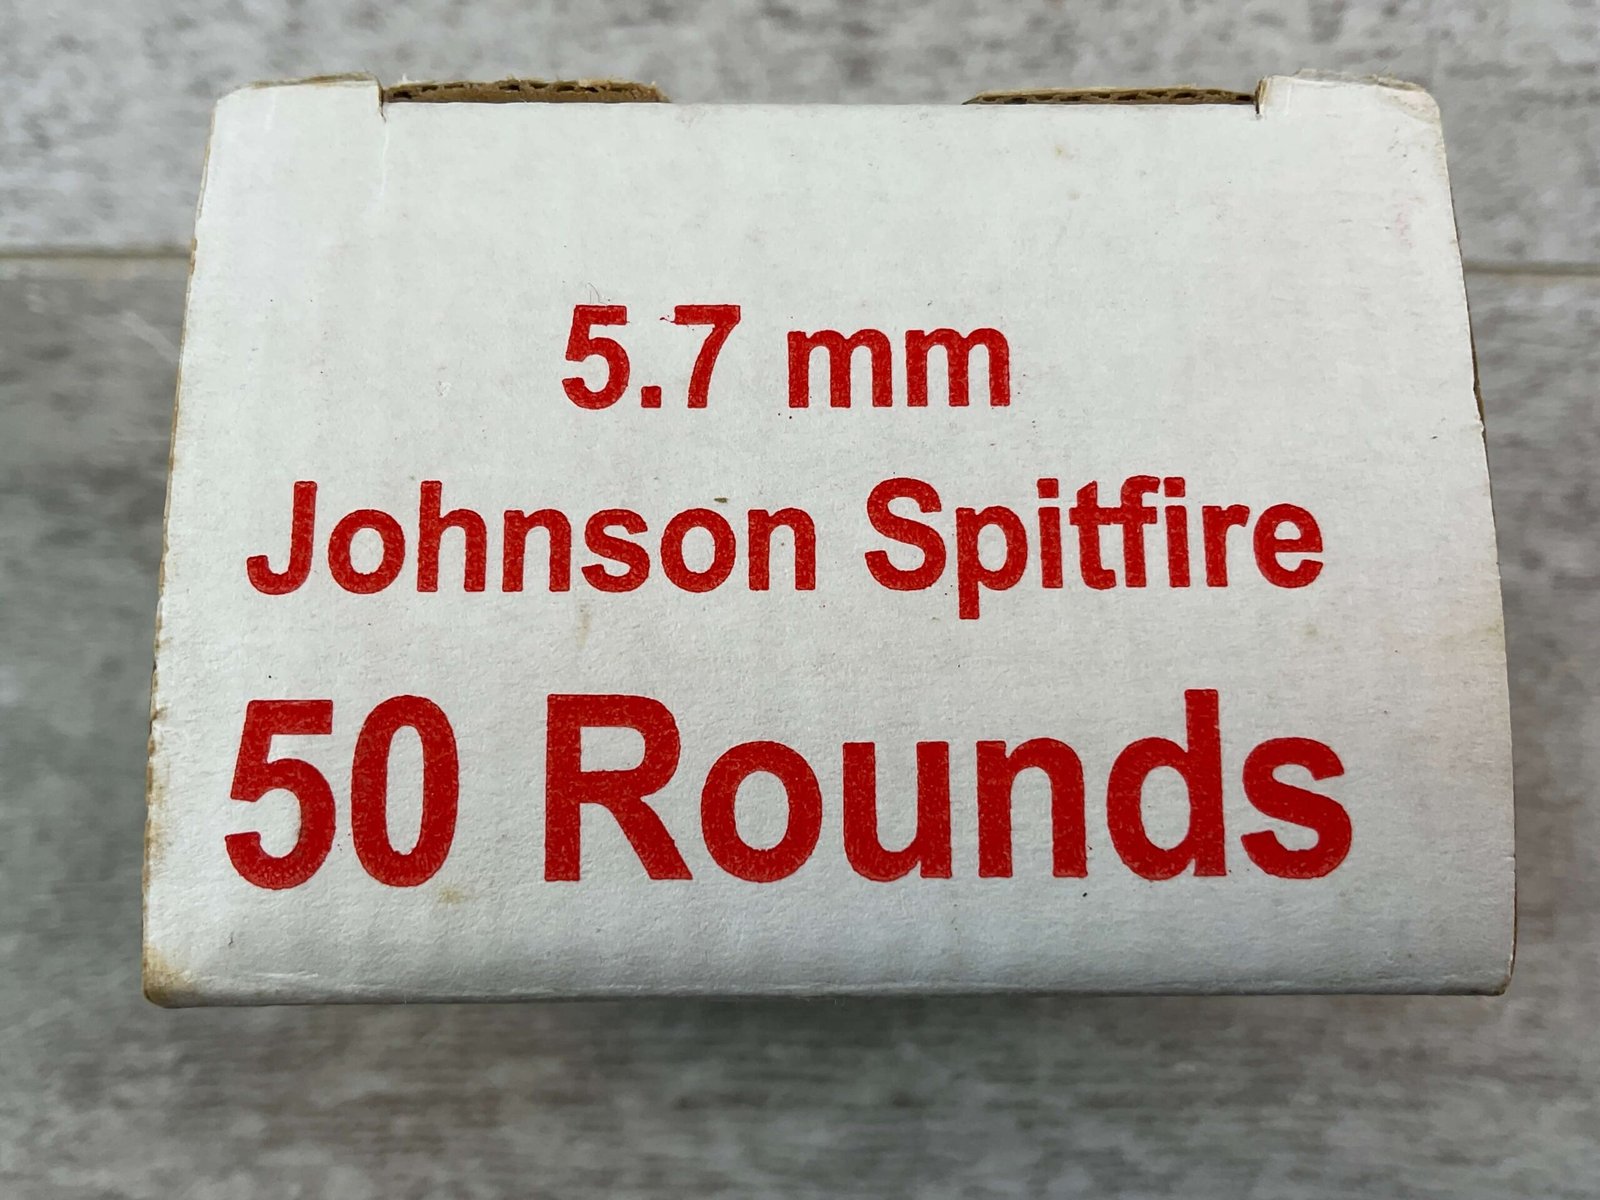 5.7 mm
Johnson Spitfire
50 Rounds